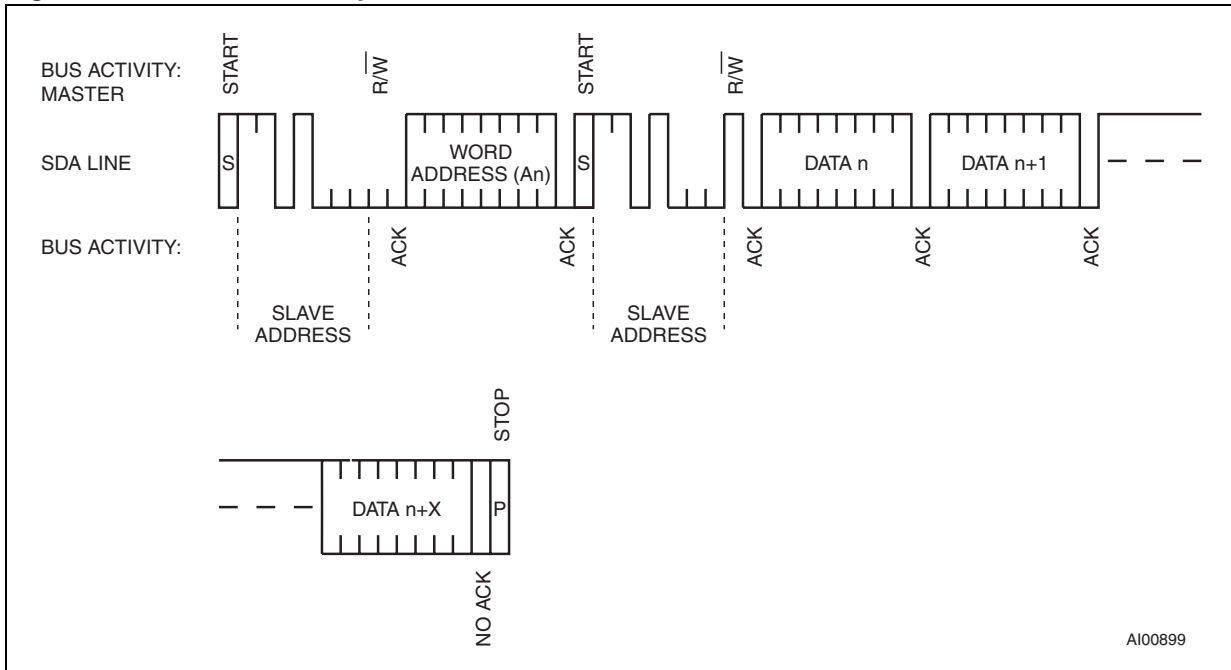 BUS ACTIVITY:
MASTER
START
R/W
START
R/W
SDA LINE
S
WORD
ADDRESS (An)
S
DATA n
DATA n+1
BUS ACTIVITY:
ACK
ACK
ACK
ACK
ACK
SLAVE
ADDRESS
SLAVE
ADDRESS
STOP
DATA n+X
P
NO ACK
AI00899